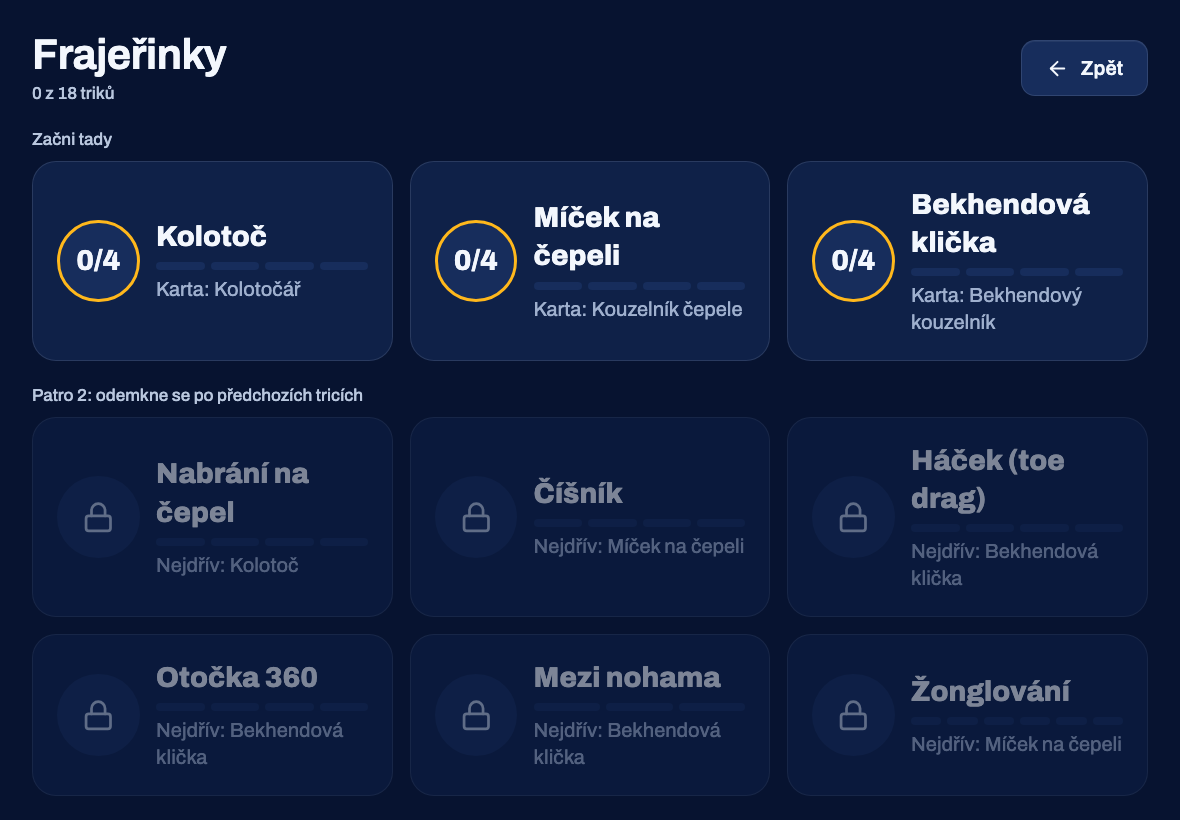 Frajeřinky
0 z 18 triků
Zpět
Začni tady
0/4
Kolotoč
Karta: Kolotočář
0/4
Míček na
čepeli
Karta: Kouzelník čepele
0/4
Bekhendová
klička
Karta: Bekhendový
kouzelník
Patro 2: odemkne se po předchozích tricích
Nabrání na
čepel
Nejdřív: Kolotoč
Číšník
Nejdřív: Míček na čepeli
Háček (toe
drag)
Nejdřív: Bekhendová
klička
Otočka 360
Nejdřív: Bekhendová
klička
Mezi nohama
Nejdřív: Bekhendová
klička
Žonglování
Nejdřív: Míček na čepeli